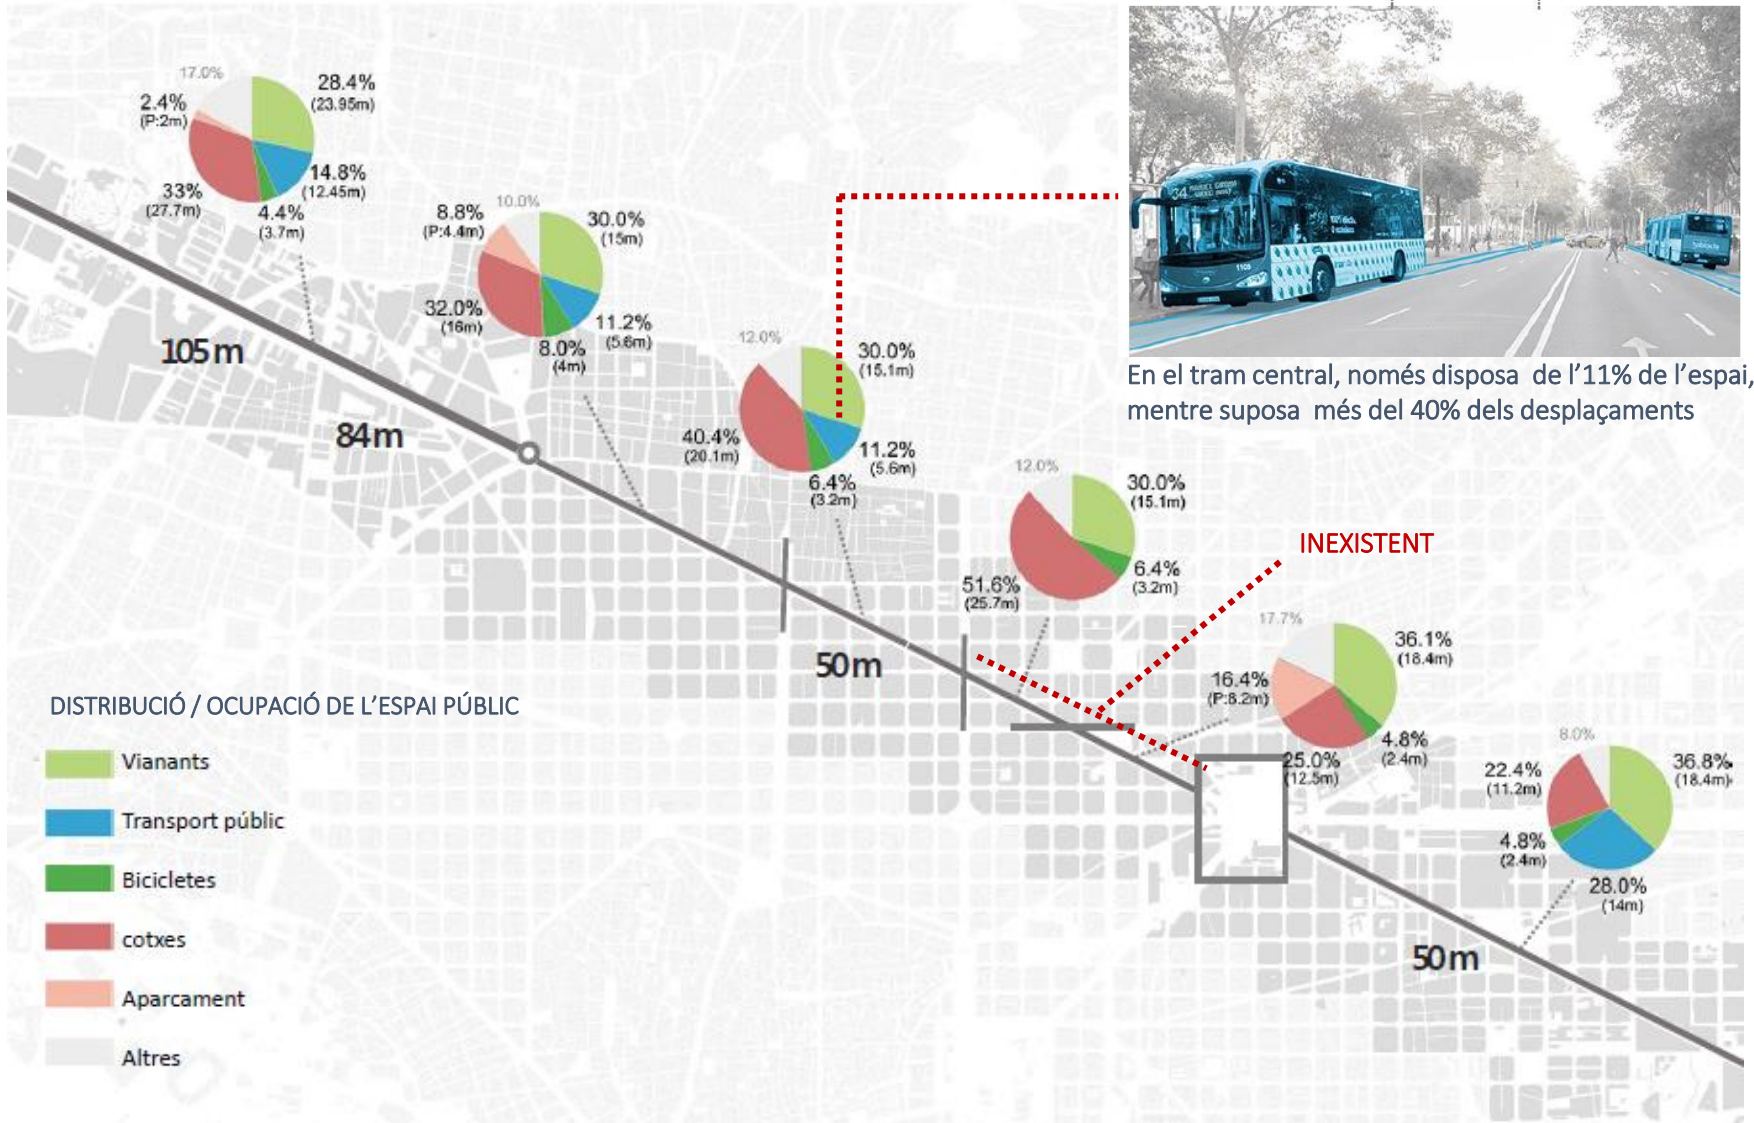 17.0%
28.4%
(23.95m)
2.4%
(P:2m)
14.8%
(12.45m)
33%
(27.7m)
4.4%
(3.7m)
8.8%
(P:4.4m)
10.0%
30.0%
(15m)
32.0%
(16m)
11.2%
(5.6m)
8.0%
(4m)
12.0%
30.0%
(15.1m)
40.4%
(20.1m)
11.2%
(5.6m)
6.4%
(3.2m)
12.0%
30.0%
(15.1m)
51.6%
(25.7m)
6.4%
(3.2m)
17.7%
36.1%
(18.4m)
16.4%
(P:8.2m)
25.0%
(12.5m)
4.8%
(2.4m)
8.0%
36.8%
(18.4m)
22.4%
(11.2m)
4.8%
(2.4m)
28.0%
(14m)
105m
84m
50m
50m
1105
En el tram central, només disposa de l’11% de l’espai,
mentre suposa més del 40% dels desplaçaments
INEXISTENT
DISTRIBUCIÓ / OCUPACIÓ DE L’ESPAI PÚBLIC
Vianants
Transport públic
Bicicletes
cotxes
Aparcament
Altres